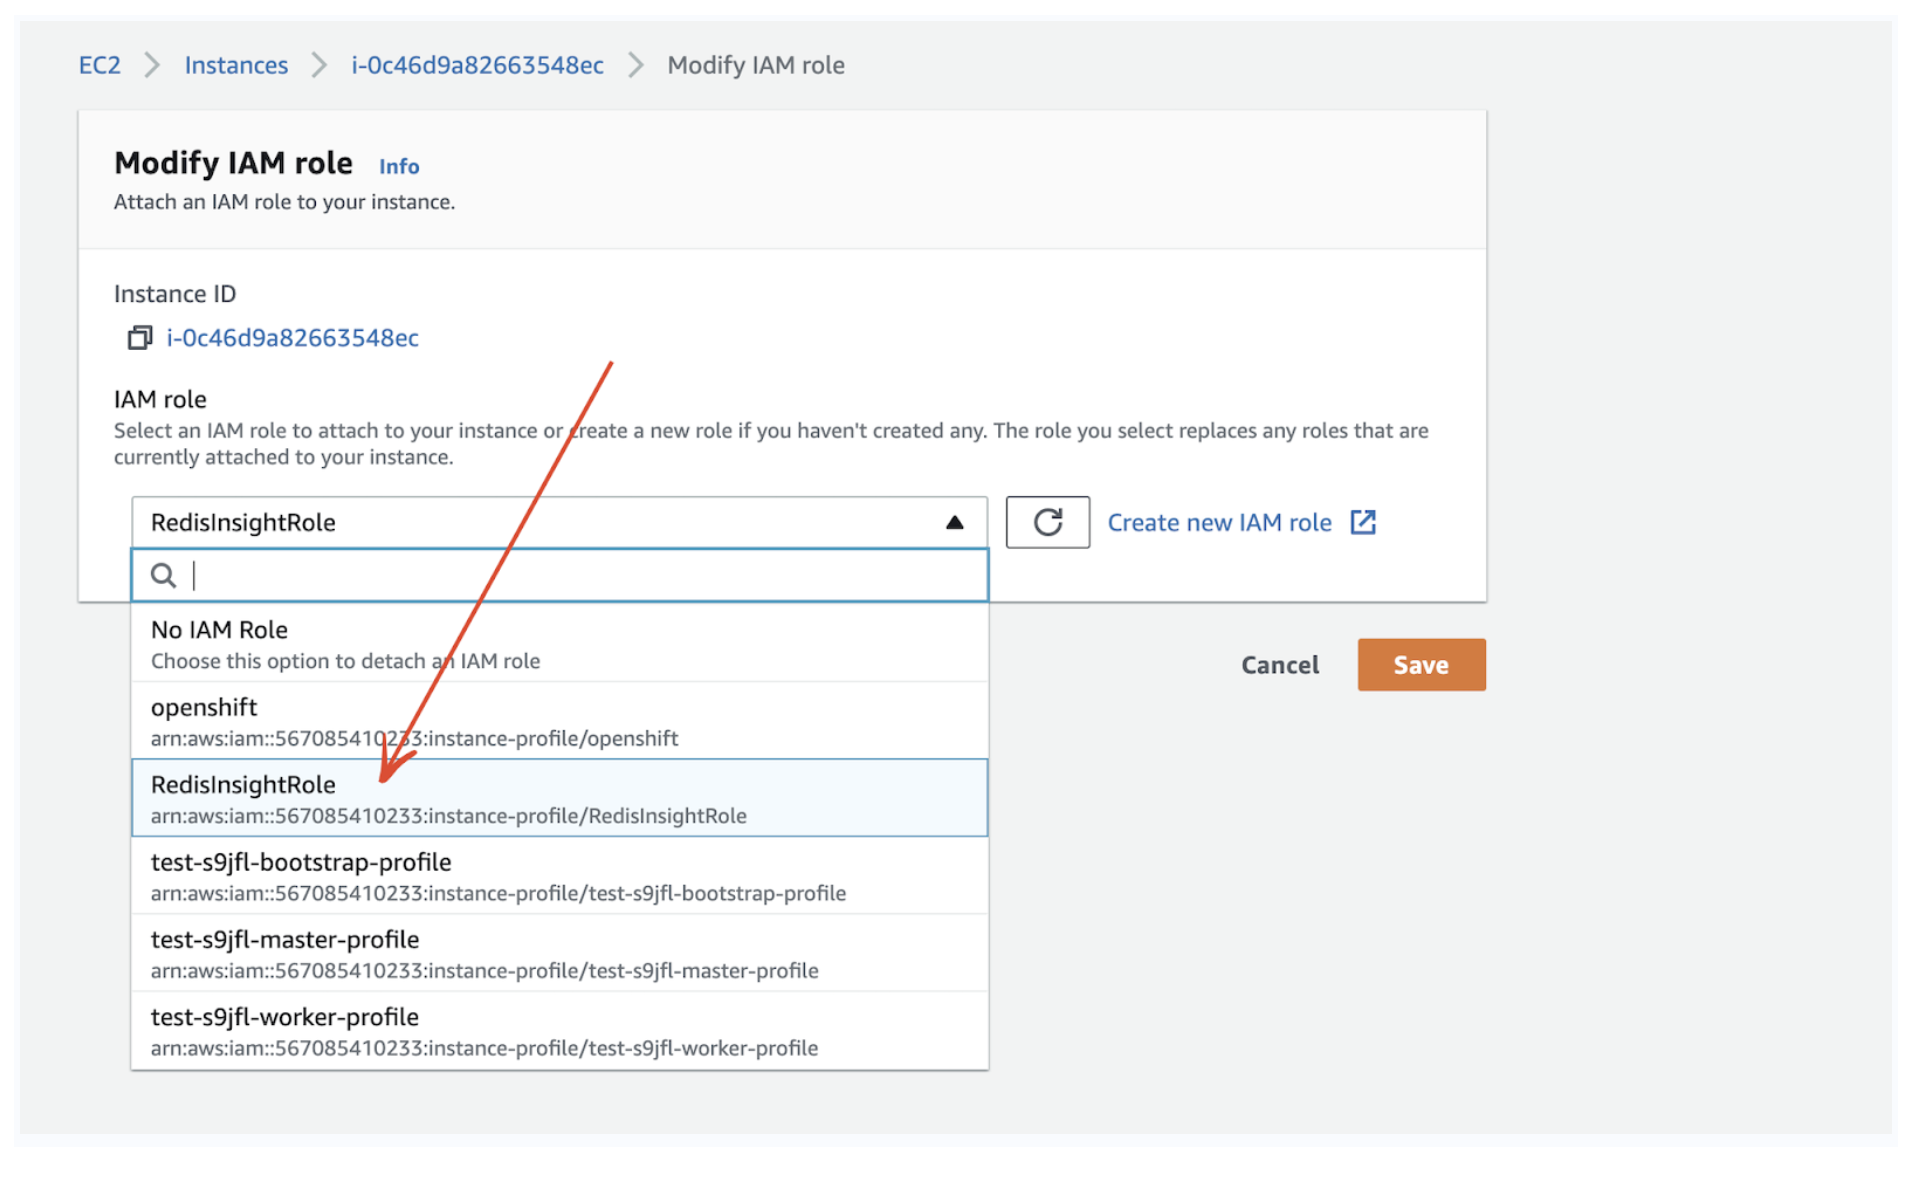 EC2 > Instances > i-0c46d9a82663548ec > Modify IAM role
Modify IAM role Info
Attach an IAM role to your instance.
Instance ID
i-0c46d9a82663548ec
IAM role
Select an IAM role to attach to your instance or create a new role if you haven't created any. The role you select replaces any roles that are
currently attached to your instance.
RedisInsightRole
Create new IAM role
No IAM Role
Choose this option to detach an IAM role
Cancel
Save
openshift
arn:aws:iam::567085410233:instance-profile/openshift
RedisInsightRole
arn:aws:iam::567085410233:instance-profile/RedisInsightRole
test-s9jfl-bootstrap-profile
arn:aws:iam::567085410233:instance-profile/test-s9jfl-bootstrap-profile
test-s9jfl-master-profile
arn:aws:iam::567085410233:instance-profile/test-s9jfl-master-profile
test-s9jfl-worker-profile
arn:aws:iam::567085410233:instance-profile/test-s9jfl-worker-profile